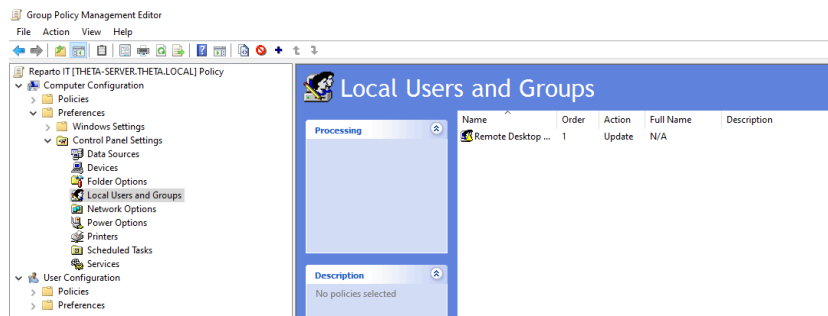 Group Policy Management Editor
File Action View Help
Reparto IT [THETA-SERVER.THETA.LOCAL] Policy
Computer Configuration
Policies
Preferences
Windows Settings
Control Panel Settings
Data Sources
Devices
Folder Options
Local Users and Groups
Network Options
Power Options
Printers
Scheduled Tasks
Services
User Configuration
Policies
Preferences
Local Users and Groups
Processing
Description
No policies selected
Name Order Action Full Name Description
Remote Desktop ... 1 Update N/A